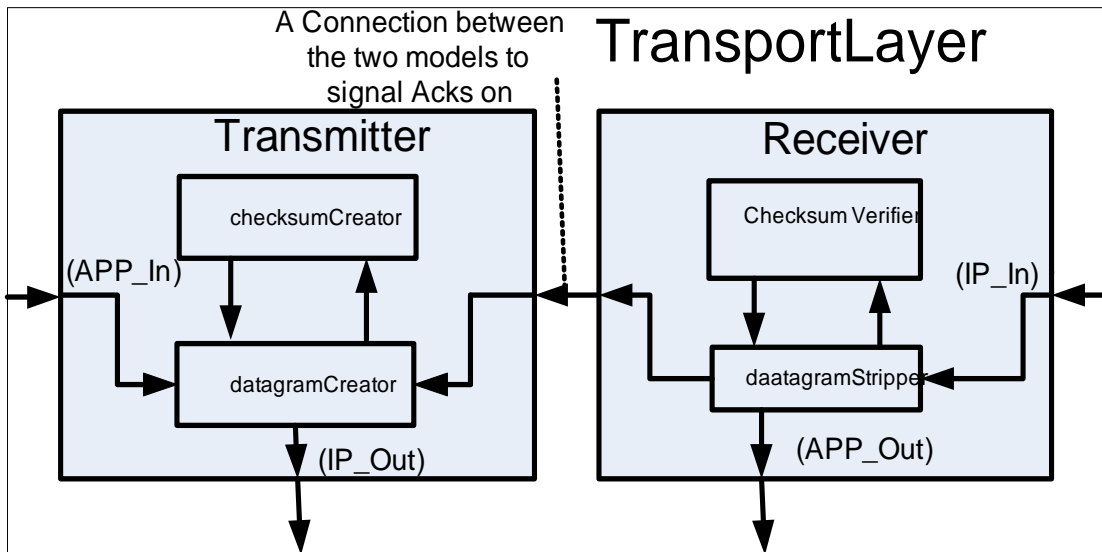 A Connection between
the two models to
signal Acks on
TransportLayer
Transmitter
checksumCreator
(APP_In)
datagramCreator
(IP_Out)
Receiver
Checksum Verifier
(IP_In)
daatagramStripper
(APP_Out)